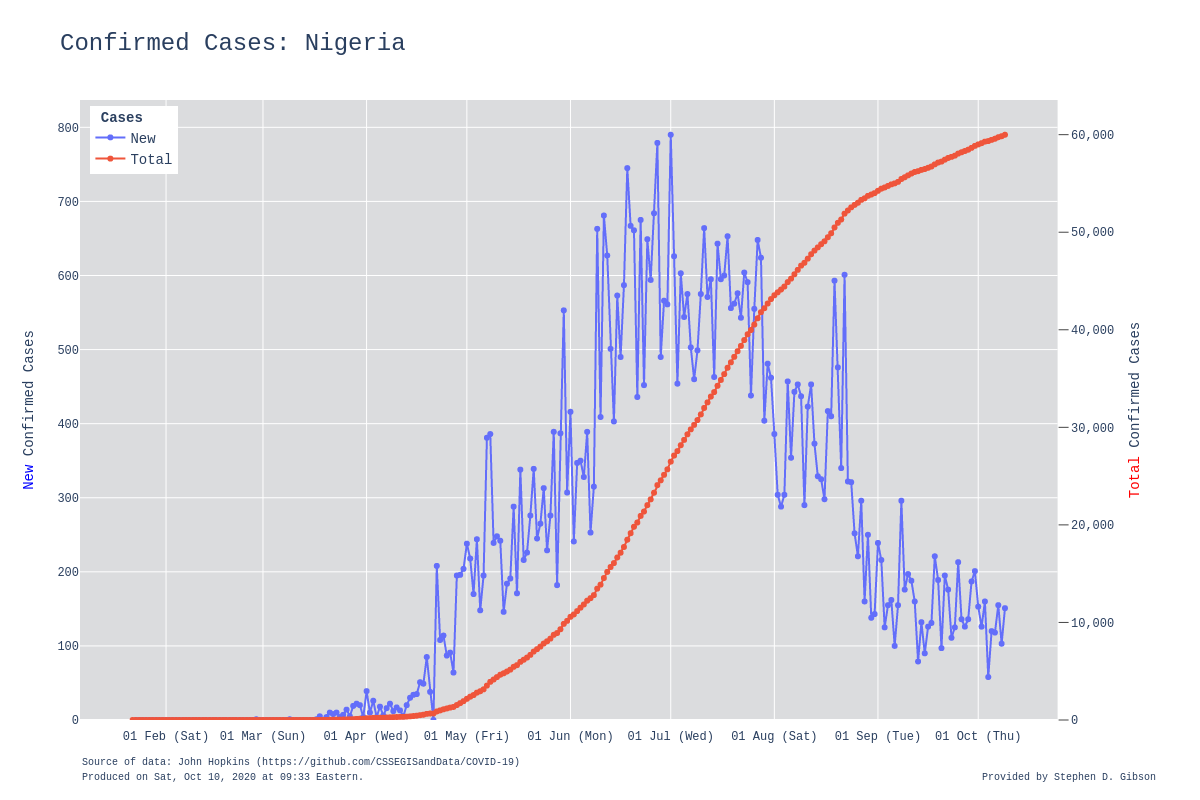 Confirmed Cases: Nigeria
Cases
New
Total
800
700
600
500
400
300
200
100
0
New Confirmed Cases
60,000
50,000
40,000
30,000
20,000
10,000
0
Total Confirmed Cases
01 Feb (Sat) 01 Mar (Sun) 01 Apr (Wed) 01 May (Fri) 01 Jun (Mon) 01 Jul (Wed) 01 Aug (Sat) 01 Sep (Tue) 01 Oct (Thu)
Source of data: John Hopkins (https://github.com/CSSEGISandData/COVID-19)
Produced on Sat, Oct 10, 2020 at 09:33 Eastern.
Provided by Stephen D. Gibson